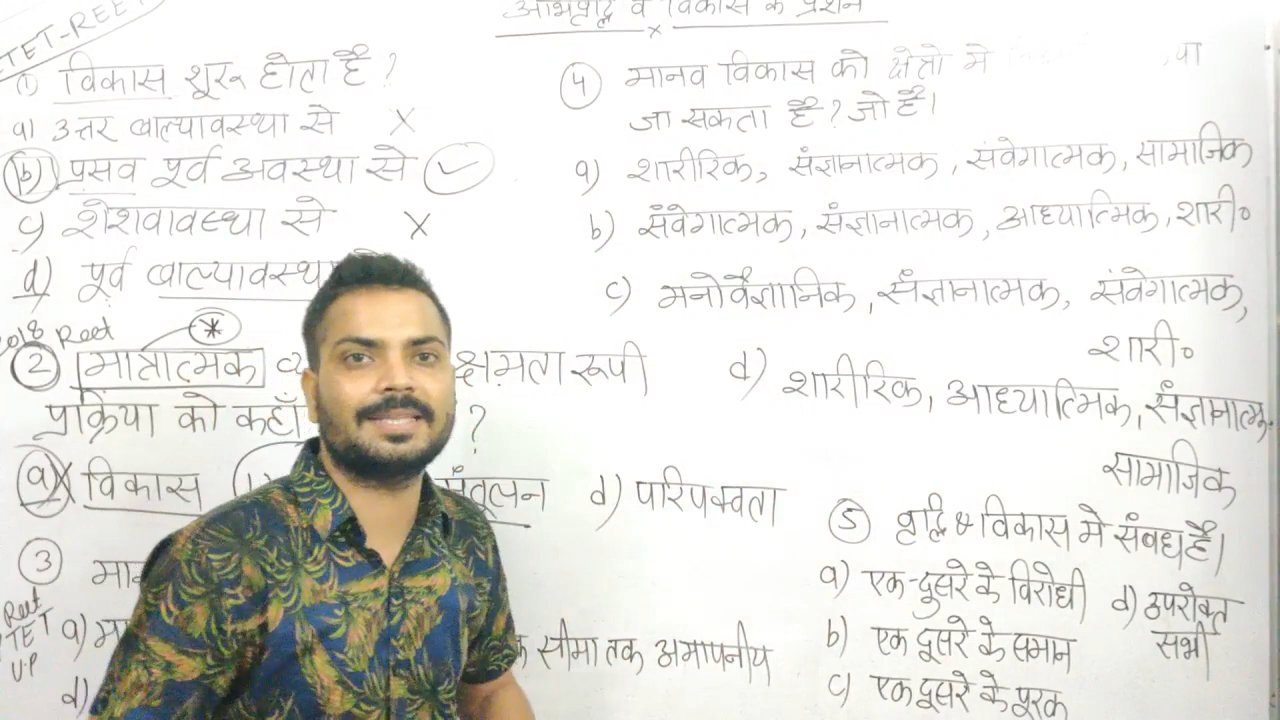 TET-REET
अभिवृद्धि व विकास के प्रशन
① विकास शुरू होता है ?
a) उत्तर बाल्यावस्था से X
b) प्रसव पूर्व अवस्था से ✓
c) शेशवावस्था से X
d) पूर्व बाल्यावस्था
2018 Reet
② मात्रात्मक क्षमता रूपी
प्रक्रिया को कहाँ ?
a) विकास संतूलन d) परिपक्वता
③
Reet
TET
U.P
a) क सीमा तक अमापनीय
d)
④ मानव विकास को क्षेत्रो मे
जा सकता है ? जो है।
a) शारीरिक, संज्ञानात्मक, संवेगात्मक, सामाजिक
b) संवेगात्मक, संज्ञानात्मक, आध्यात्मिक, शारी०
c) मनोवैज्ञानिक, संज्ञानात्मक, संवेगात्मक,
शारी०
d) शारीरिक, आध्यात्मिक, संज्ञानात्मक
सामाजिक
⑤ वृद्धि & विकास मे संबध है।
a) एक-दुसरे के विरोधी
b) एक दूसरे के समान
c) एक दूसरे के पूरक
d) उपरोक्त
सभी